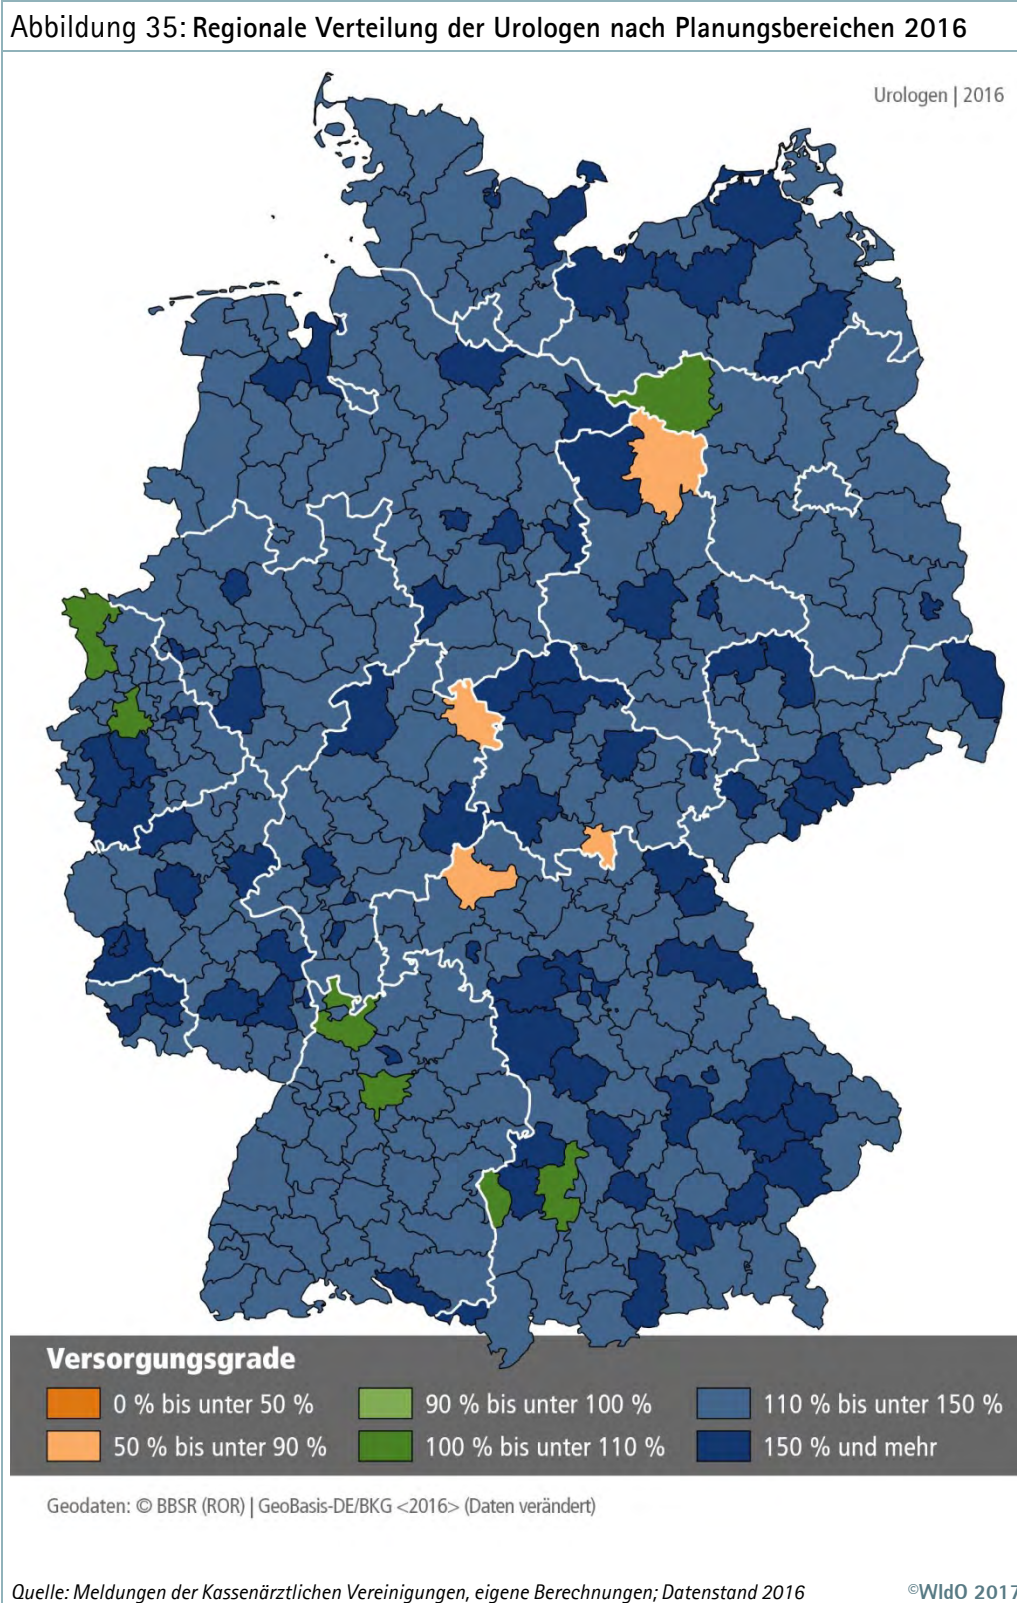 Abbildung 35: Regionale Verteilung der Urologen nach Planungsbereichen 2016
Urologen | 2016
Versorgungsgrade
0 % bis unter 50 %
90 % bis unter 100 %
110 % bis unter 150 %
50 % bis unter 90 %
100 % bis unter 110 %
150 % und mehr
Geodaten: © BBSR (ROR) | GeoBasis-DE/BKG <2016> (Daten verändert)
Quelle: Meldungen der Kassenärztlichen Vereinigungen, eigene Berechnungen; Datenstand 2016
©WIdO 2017